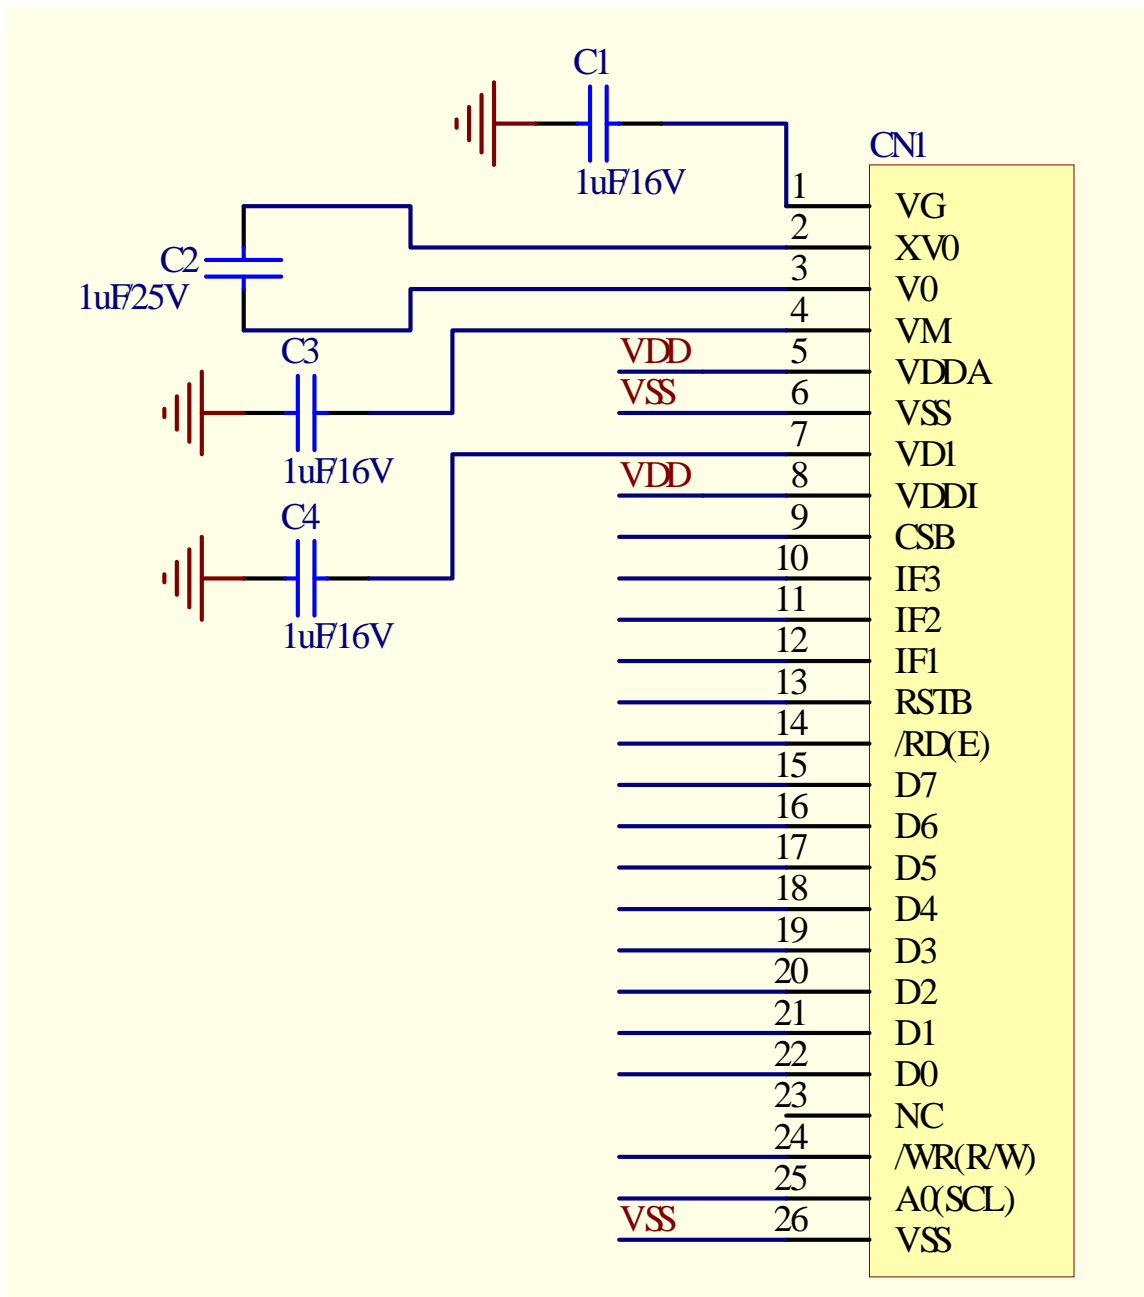 C1
1uF/16V
CN1
1 VG
2 XV0
C2
1uF/25V
3 V0
4 VM
C3
1uF/16V
VDD 5 VDDA
VSS 6 VSS
7 VD1
VDD 8 VDDI
C4
1uF/16V
9 CSB
10 IF3
11 IF2
12 IF1
13 RSTB
14 /RD(E)
15 D7
16 D6
17 D5
18 D4
19 D3
20 D2
21 D1
22 D0
23 NC
24 /WR(R/W)
25 A0(SCL)
VSS 26 VSS